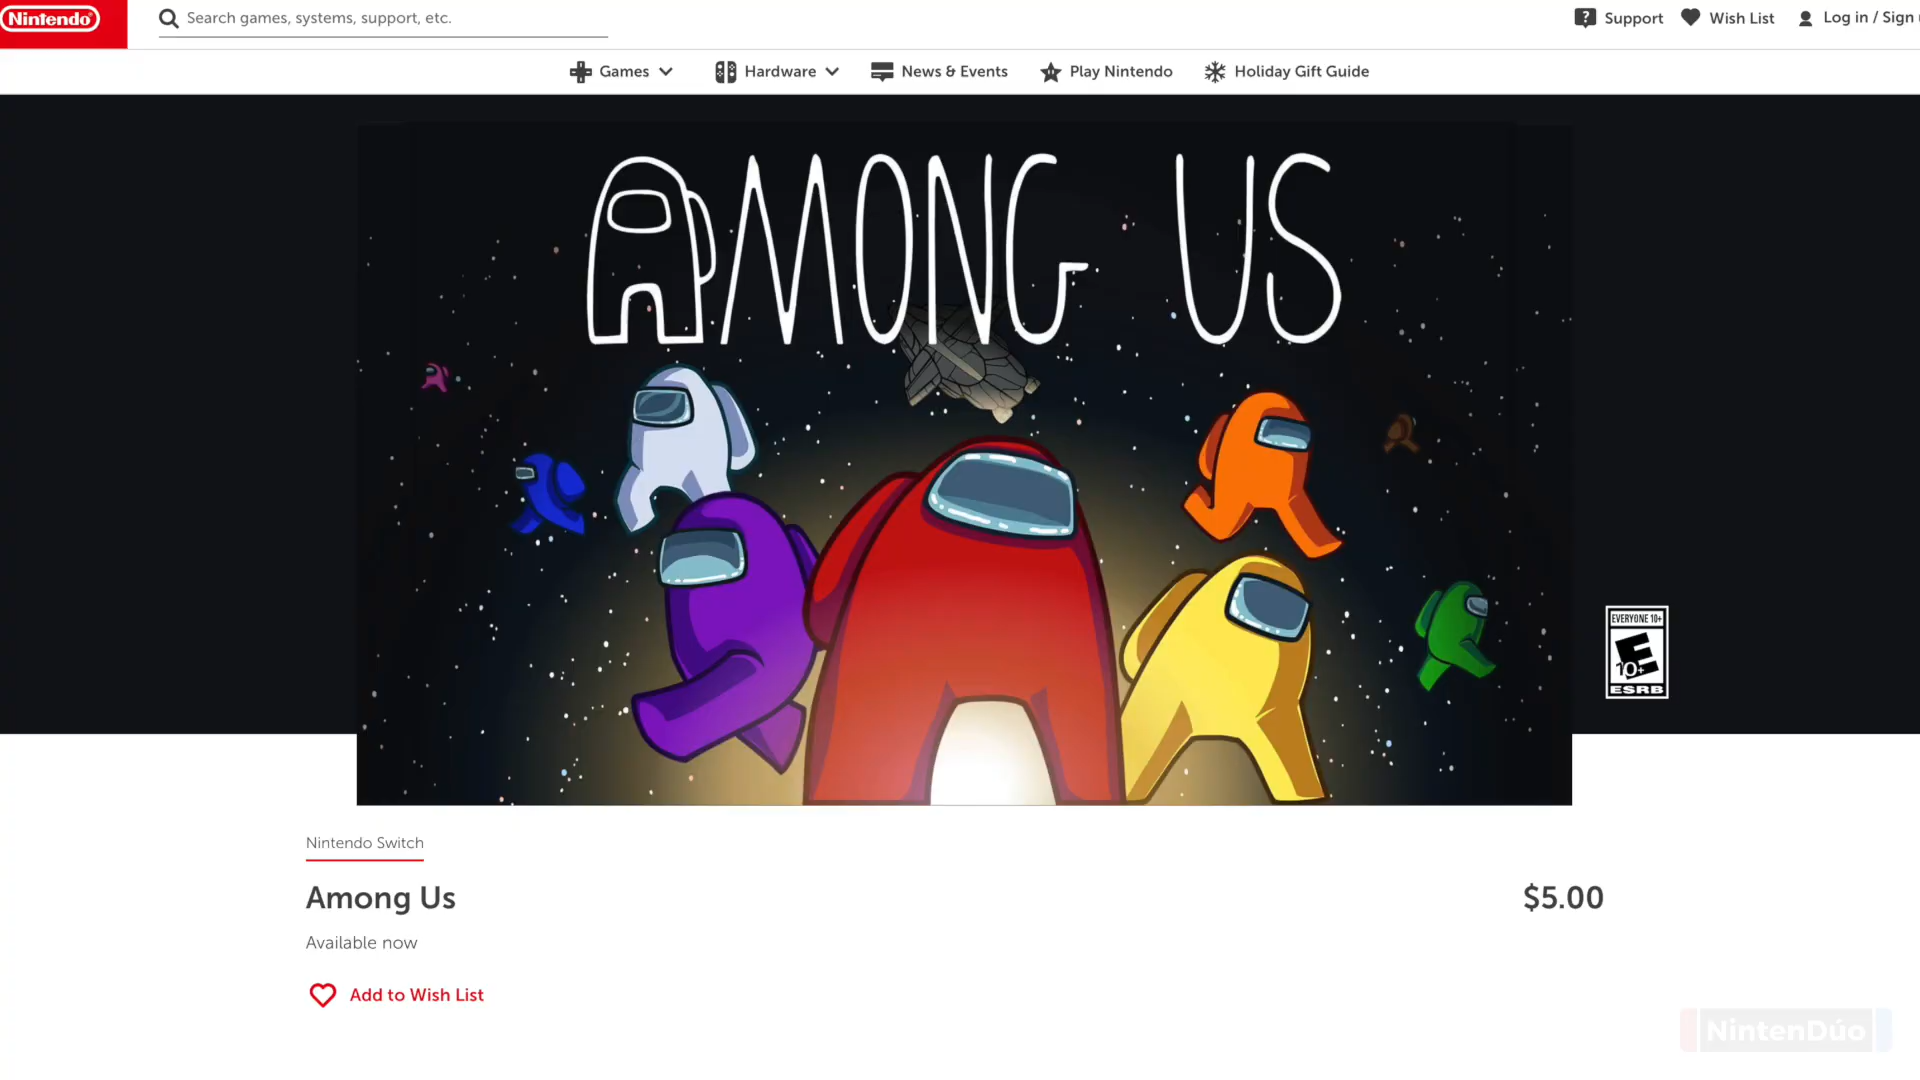 Nintendo
Search games, systems, support, etc.
Support
Wish List
Log in / Sign
Games
Hardware
News & Events
Play Nintendo
Holiday Gift Guide
AMONG US
EVERYONE 10+
E
10+
ESRB
Nintendo Switch
Among Us
$5.00
Available now
Add to Wish List
NintenDúo